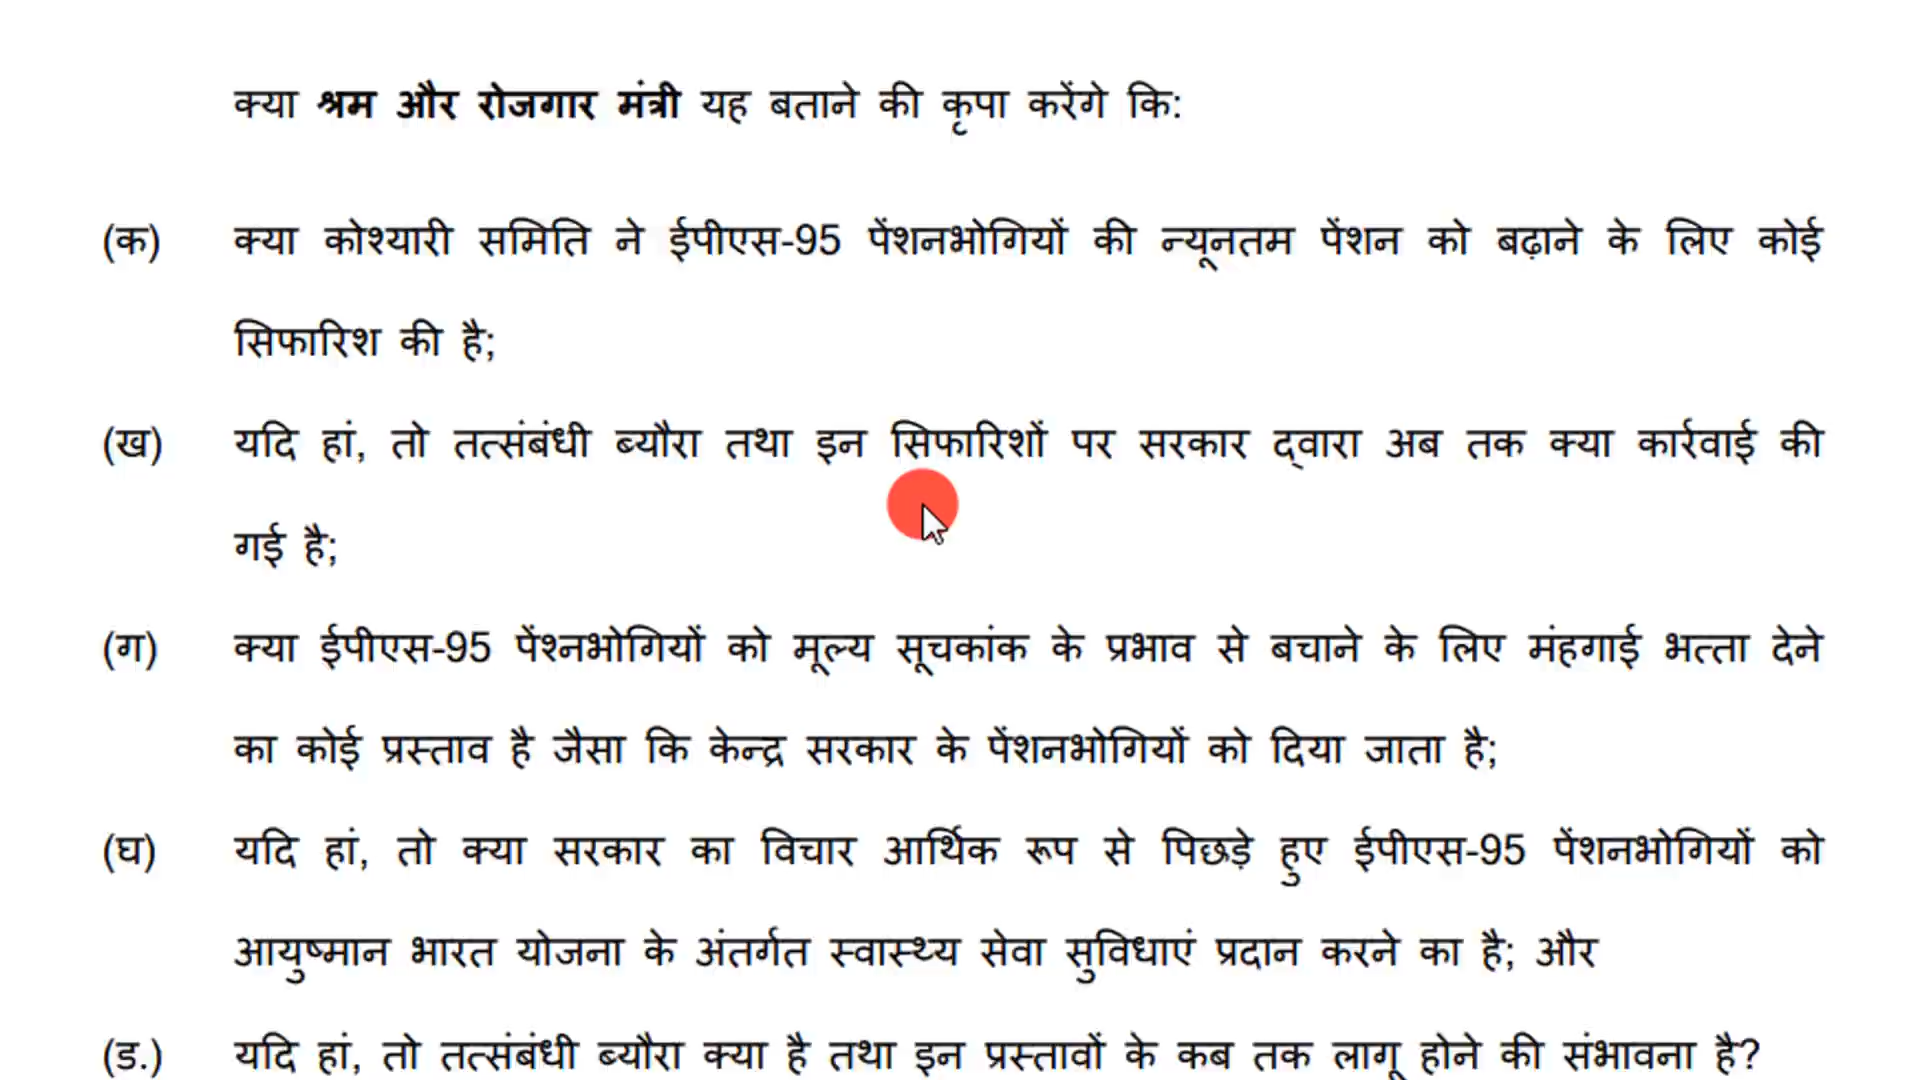 क्या श्रम और रोजगार मंत्री यह बताने की कृपा करेंगे कि:
(क) क्या कोश्यारी समिति ने ईपीएस-95 पेंशनभोगियों की न्यूनतम पेंशन को बढ़ाने के लिए कोई
सिफारिश की है;
(ख) यदि हां, तो तत्संबंधी ब्यौरा तथा इन सिफारिशों पर सरकार द्वारा अब तक क्या कार्रवाई की
गई है;
(ग) क्या ईपीएस-95 पेंश्नभोगियों को मूल्य सूचकांक के प्रभाव से बचाने के लिए मंहगाई भत्ता देने
का कोई प्रस्ताव है जैसा कि केन्द्र सरकार के पेंशनभोगियों को दिया जाता है;
(घ) यदि हां, तो क्या सरकार का विचार आर्थिक रूप से पिछड़े हुए ईपीएस-95 पेंशनभोगियों को
आयुष्मान भारत योजना के अंतर्गत स्वास्थ्य सेवा सुविधाएं प्रदान करने का है; और
(ड.) यदि हां, तो तत्संबंधी ब्यौरा क्या है तथा इन प्रस्तावों के कब तक लागू होने की संभावना है?